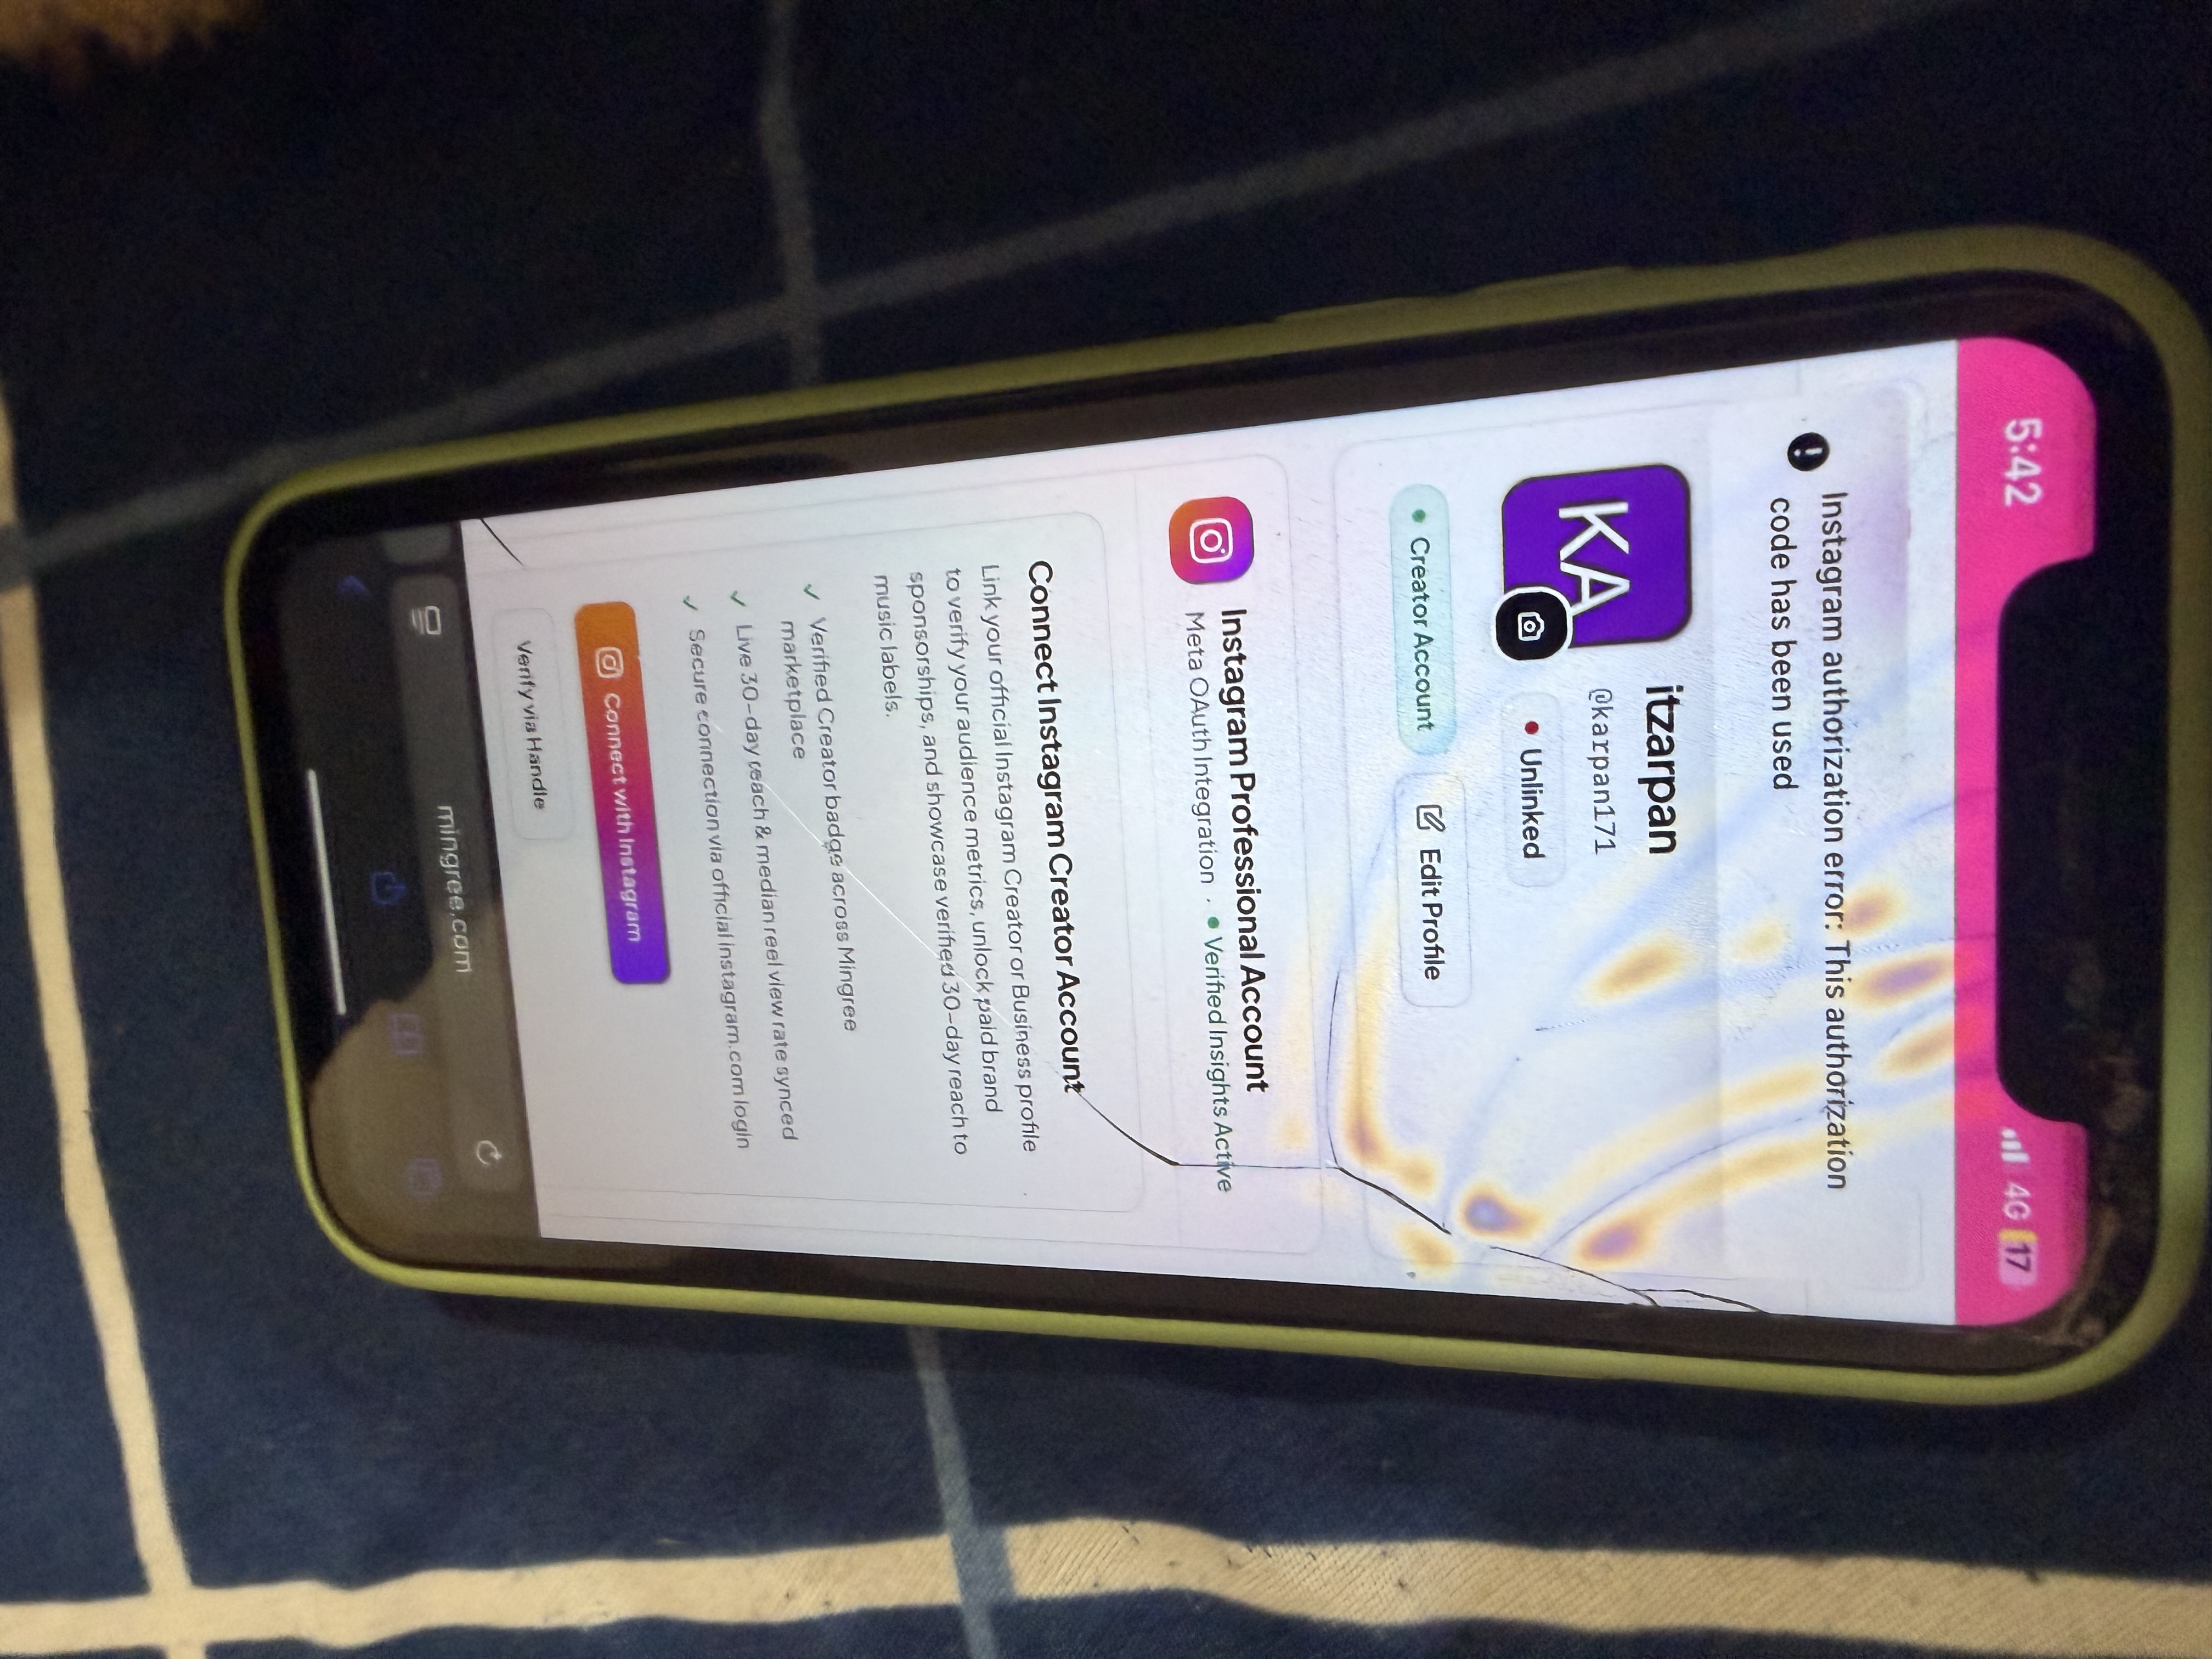 5:42
4G 17
Instagram authorization error: This authorization
code has been used
KA
itzarpan
@karpan171
• Unlinked
• Creator Account
Edit Profile
Instagram Professional Account
Meta OAuth Integration · • Verified Insights Active
Connect Instagram Creator Account
Link your official Instagram Creator or Business profile
to verify your audience metrics, unlock paid brand
sponsorships, and showcase verified 30-day reach to
music labels.
✓ Verified Creator badge across Mingree
marketplace
✓ Live 30-day reach & median reel view rate synced
✓ Secure connection via official Instagram.com login
Connect with Instagram
Verify via Handle
mingree.com